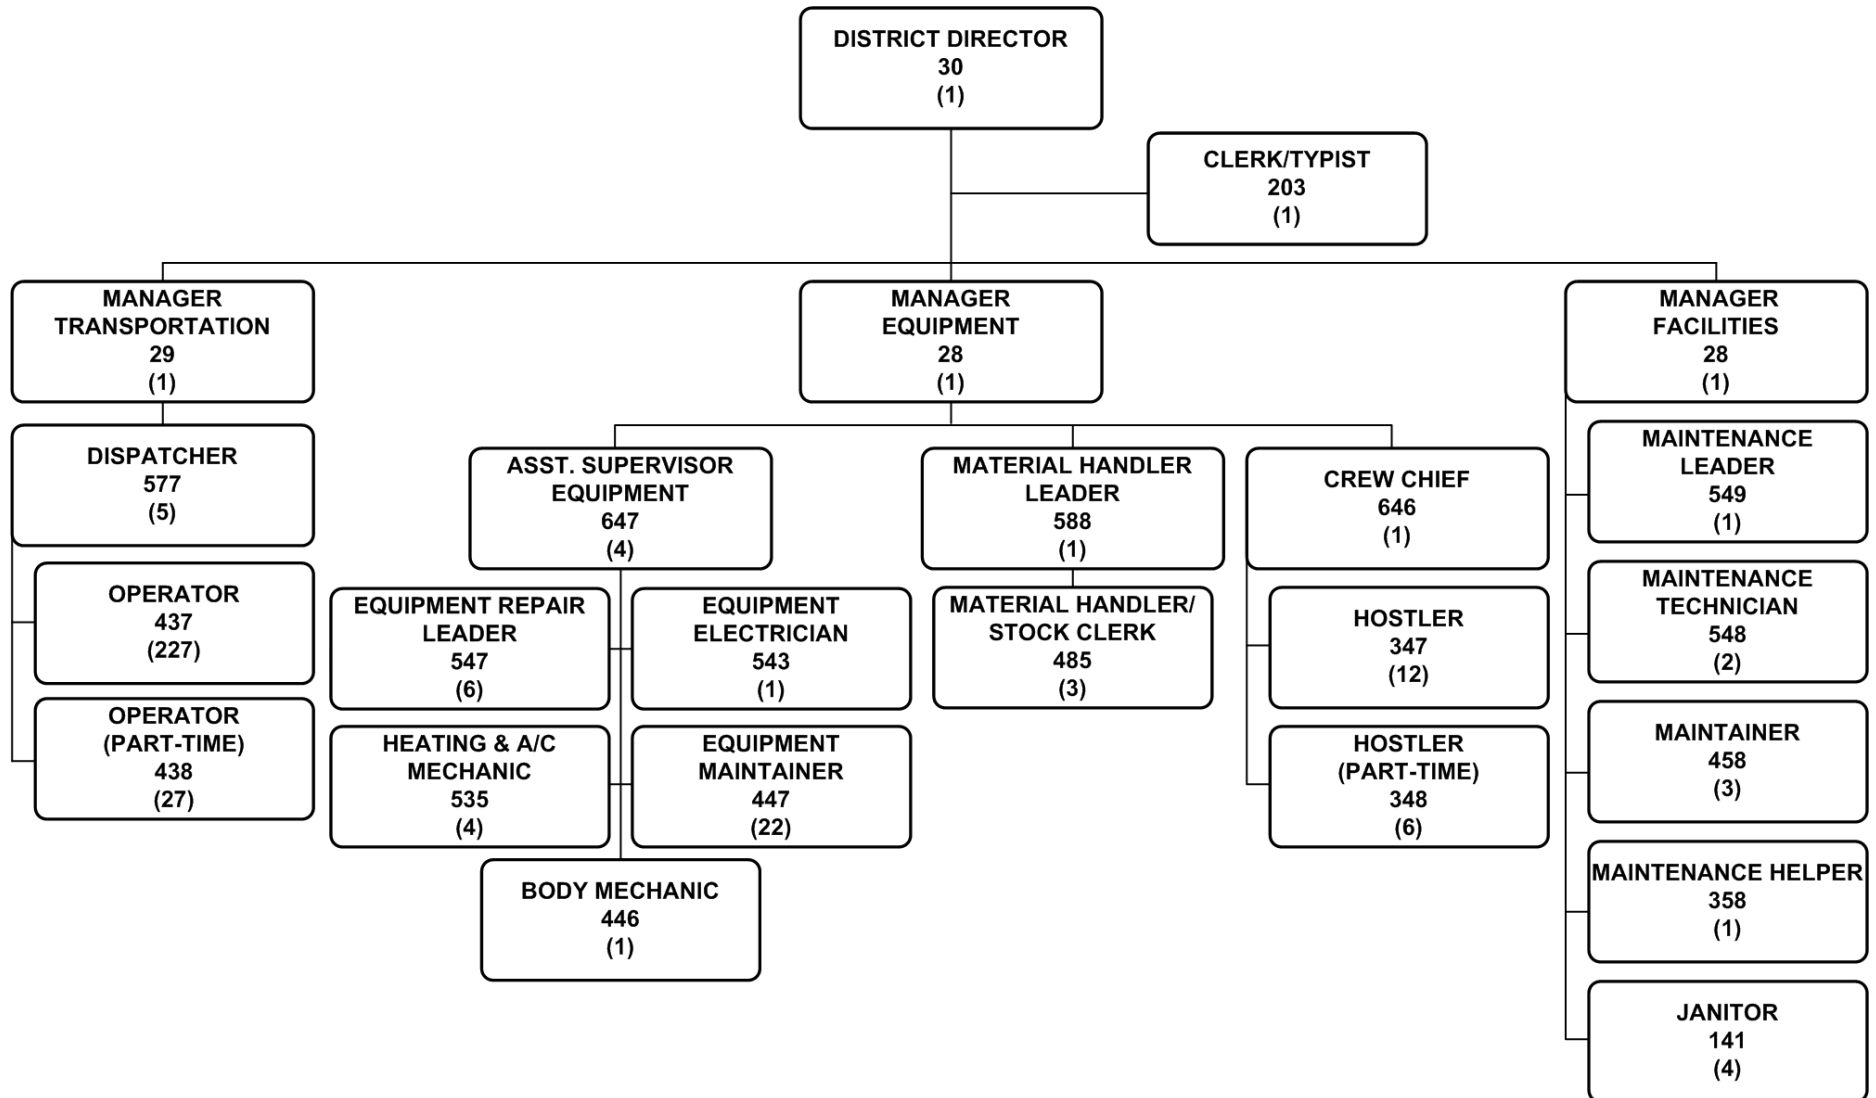 DISTRICT DIRECTOR
30
(1)
CLERK/TYPIST
203
(1)
MANAGER
TRANSPORTATION
29
(1)
MANAGER
EQUIPMENT
28
(1)
MANAGER
FACILITIES
28
(1)
DISPATCHER
577
(5)
OPERATOR
437
(227)
OPERATOR
(PART-TIME)
438
(27)
ASST. SUPERVISOR
EQUIPMENT
647
(4)
EQUIPMENT REPAIR
LEADER
547
(6)
EQUIPMENT
ELECTRICIAN
543
(1)
HEATING & A/C
MECHANIC
535
(4)
EQUIPMENT
MAINTAINER
447
(22)
BODY MECHANIC
446
(1)
MATERIAL HANDLER
LEADER
588
(1)
MATERIAL HANDLER/
STOCK CLERK
485
(3)
CREW CHIEF
646
(1)
HOSTLER
347
(12)
HOSTLER
(PART-TIME)
348
(6)
MAINTENANCE
LEADER
549
(1)
MAINTENANCE
TECHNICIAN
548
(2)
MAINTAINER
458
(3)
MAINTENANCE HELPER
358
(1)
JANITOR
141
(4)